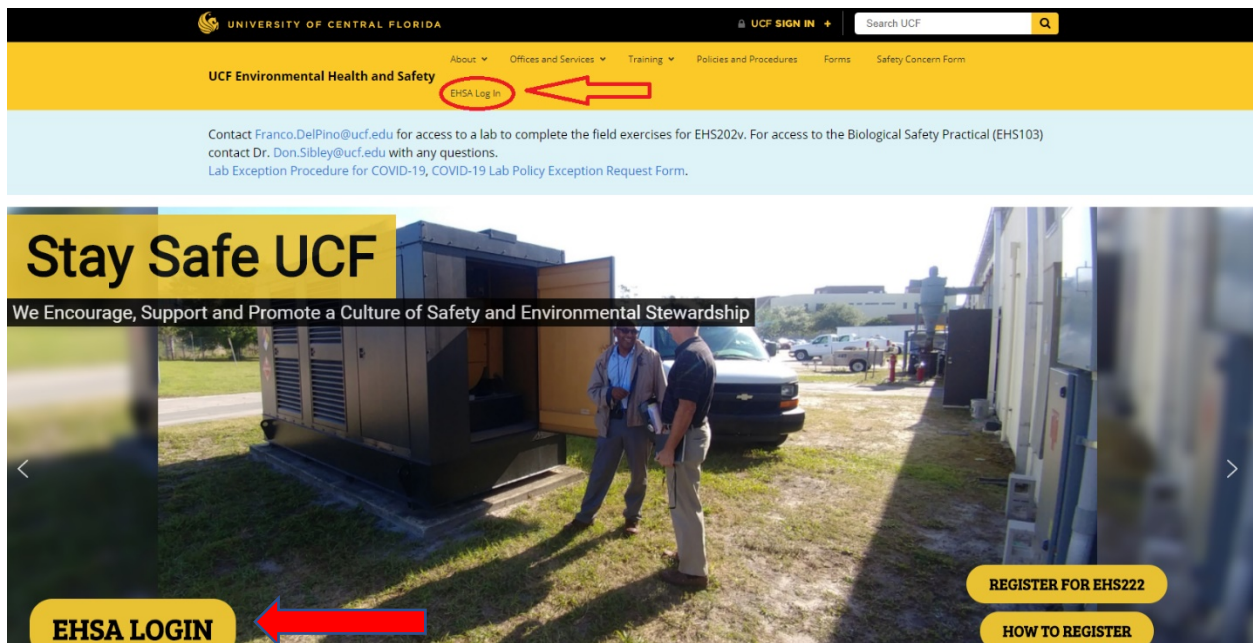 UNIVERSITY OF CENTRAL FLORIDA
UCF SIGN IN +
Search UCF
UCF Environmental Health and Safety
About
Offices and Services
Training
Policies and Procedures
Forms
Safety Concern Form
EHSA Log In
Contact Franco.DelPino@ucf.edu for access to a lab to complete the field exercises for EHS202v. For access to the Biological Safety Practical (EHS103)
contact Dr. Don.Sibley@ucf.edu with any questions.
Lab Exception Procedure for COVID-19, COVID-19 Lab Policy Exception Request Form.
Stay Safe UCF
We Encourage, Support and Promote a Culture of Safety and Environmental Stewardship
REGISTER FOR EHS222
EHSA LOGIN
HOW TO REGISTER